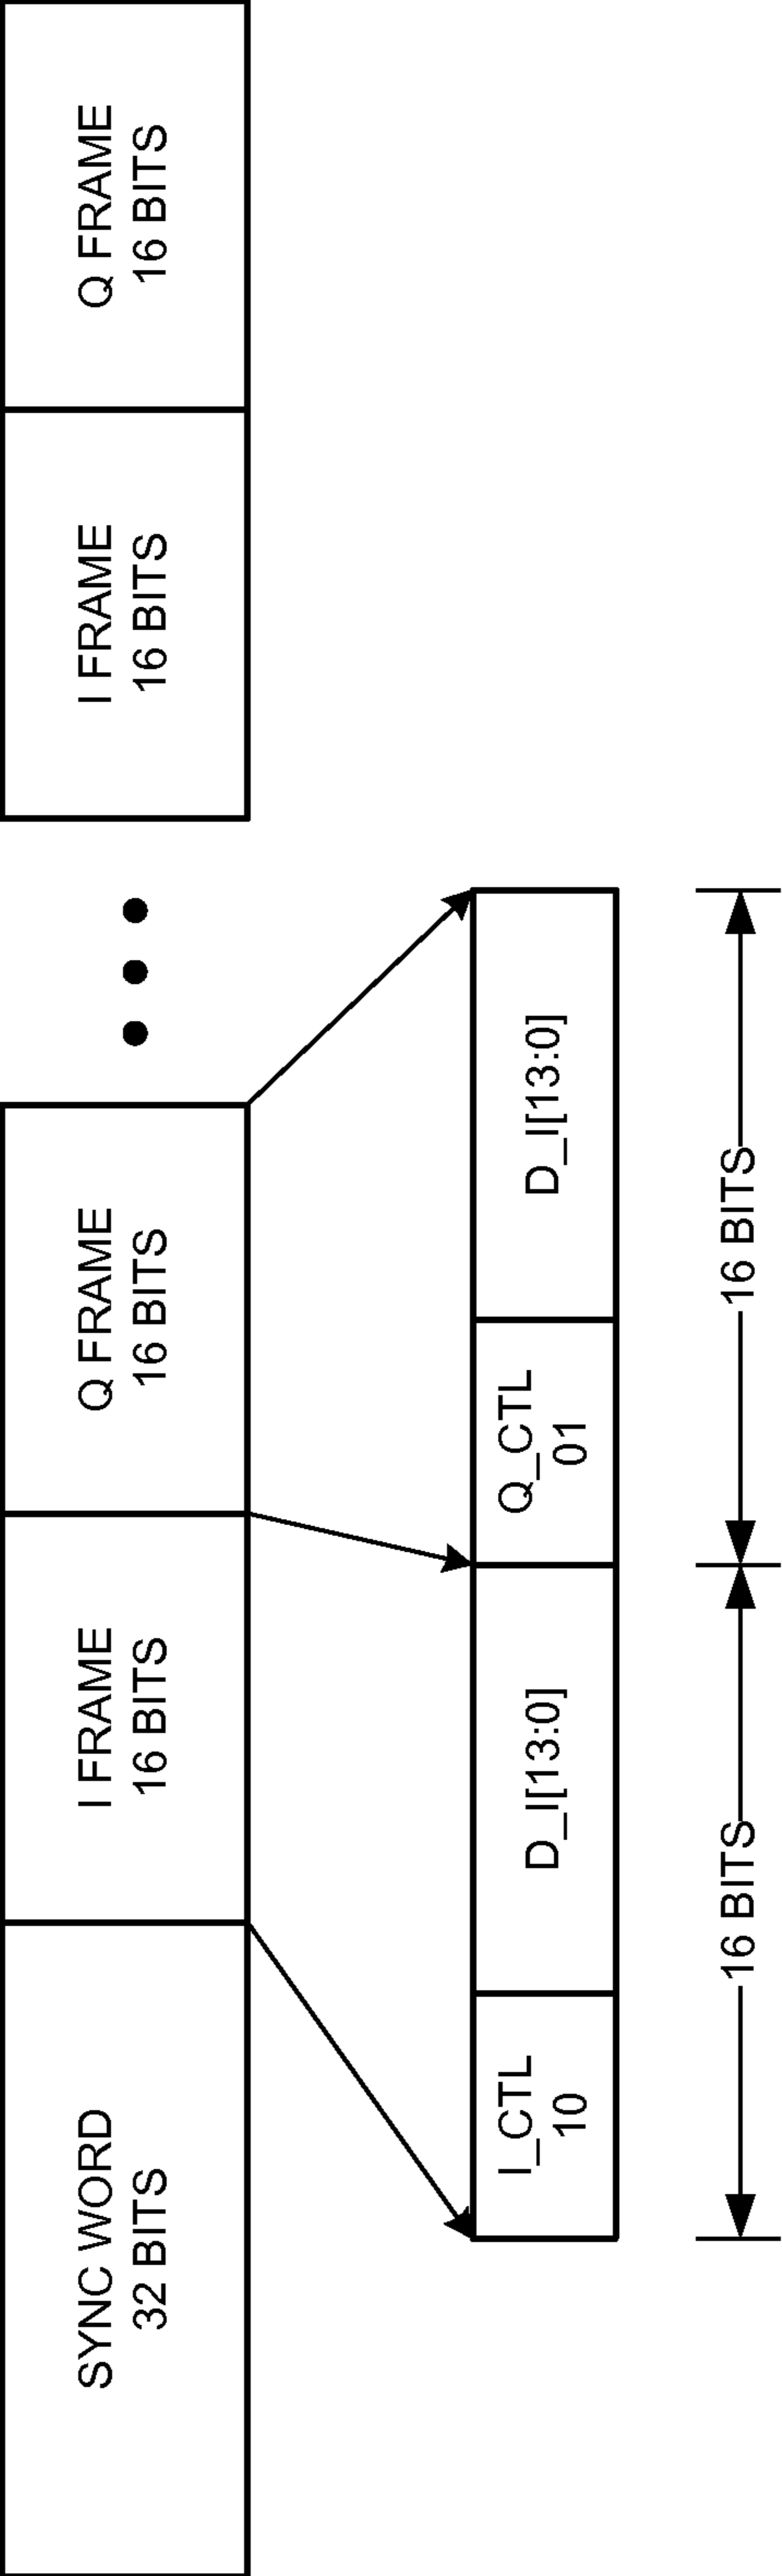 SYNC WORD
32 BITS
I FRAME
16 BITS
Q FRAME
16 BITS
I FRAME
16 BITS
Q FRAME
16 BITS
I_CTL
10
D_I[13:0]
Q_CTL
01
D_I[13:0]
16 BITS
16 BITS